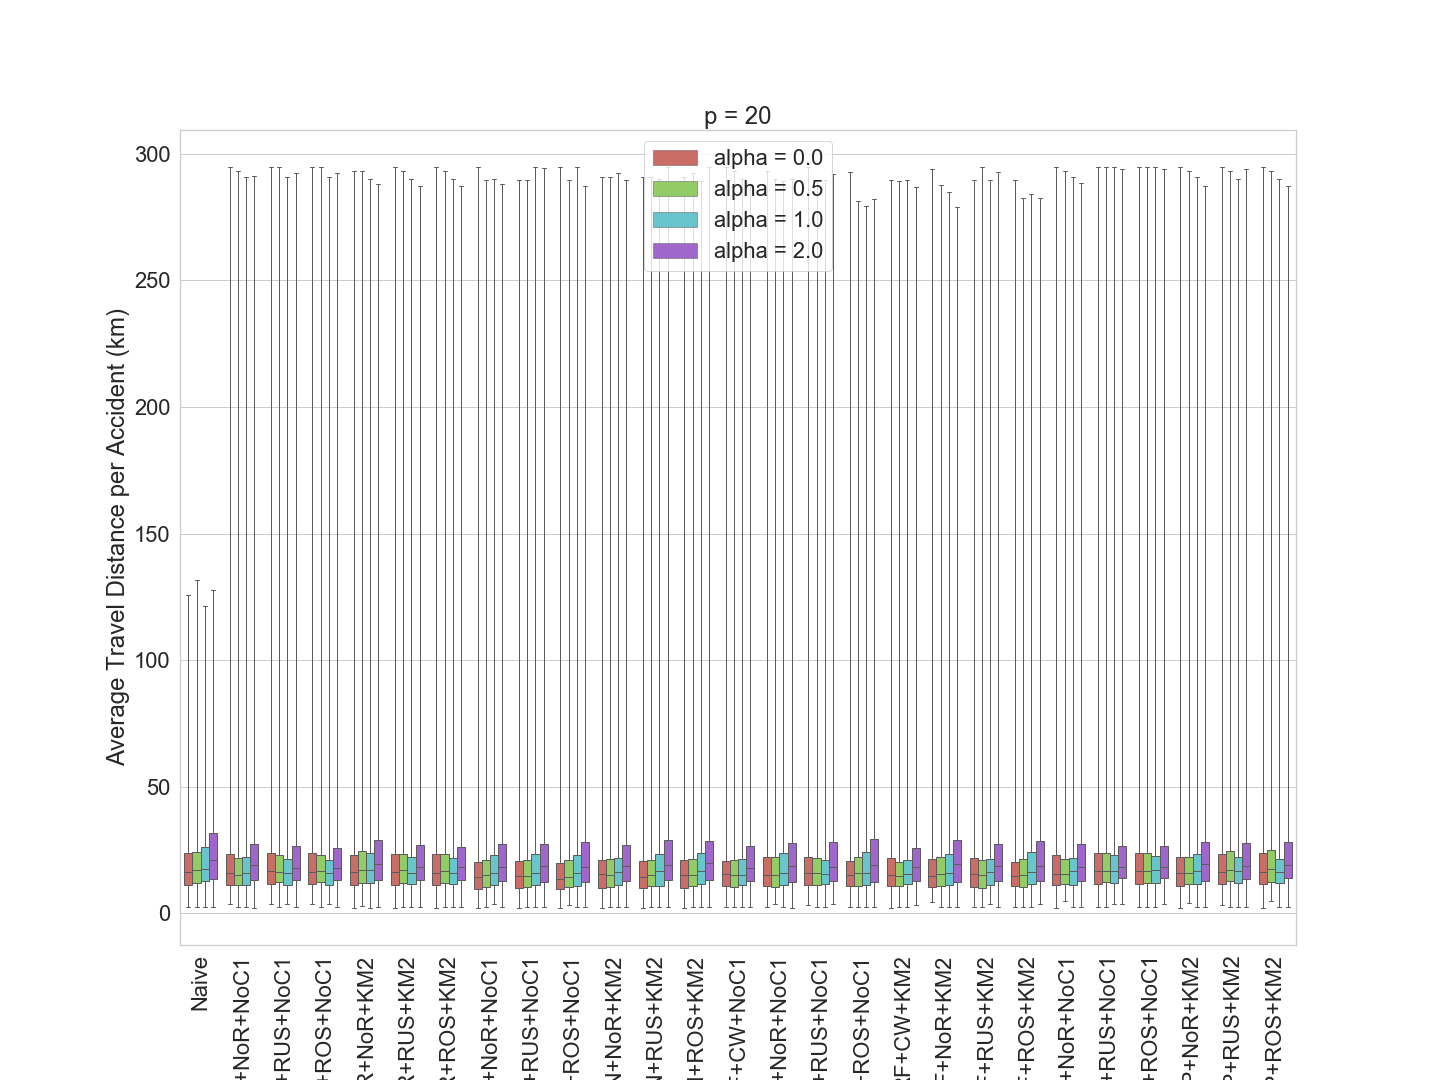 p = 20
alpha = 0.0
alpha = 0.5
alpha = 1.0
alpha = 2.0
Average Travel Distance per Accident (km)
300
250
200
150
100
50
0
Naive
+NoR+NoC1
+RUS+NoC1
+ROS+NoC1
R+NoR+KM2
R+RUS+KM2
R+ROS+KM2
+NoR+NoC1
+RUS+NoC1
+ROS+NoC1
N+NoR+KM2
N+RUS+KM2
N+ROS+KM2
F+CW+NoC1
+NoR+NoC1
+RUS+NoC1
+ROS+NoC1
RF+CW+KM2
F+NoR+KM2
F+RUS+KM2
F+ROS+KM2
+NoR+NoC1
+RUS+NoC1
+ROS+NoC1
P+NoR+KM2
P+RUS+KM2
P+ROS+KM2